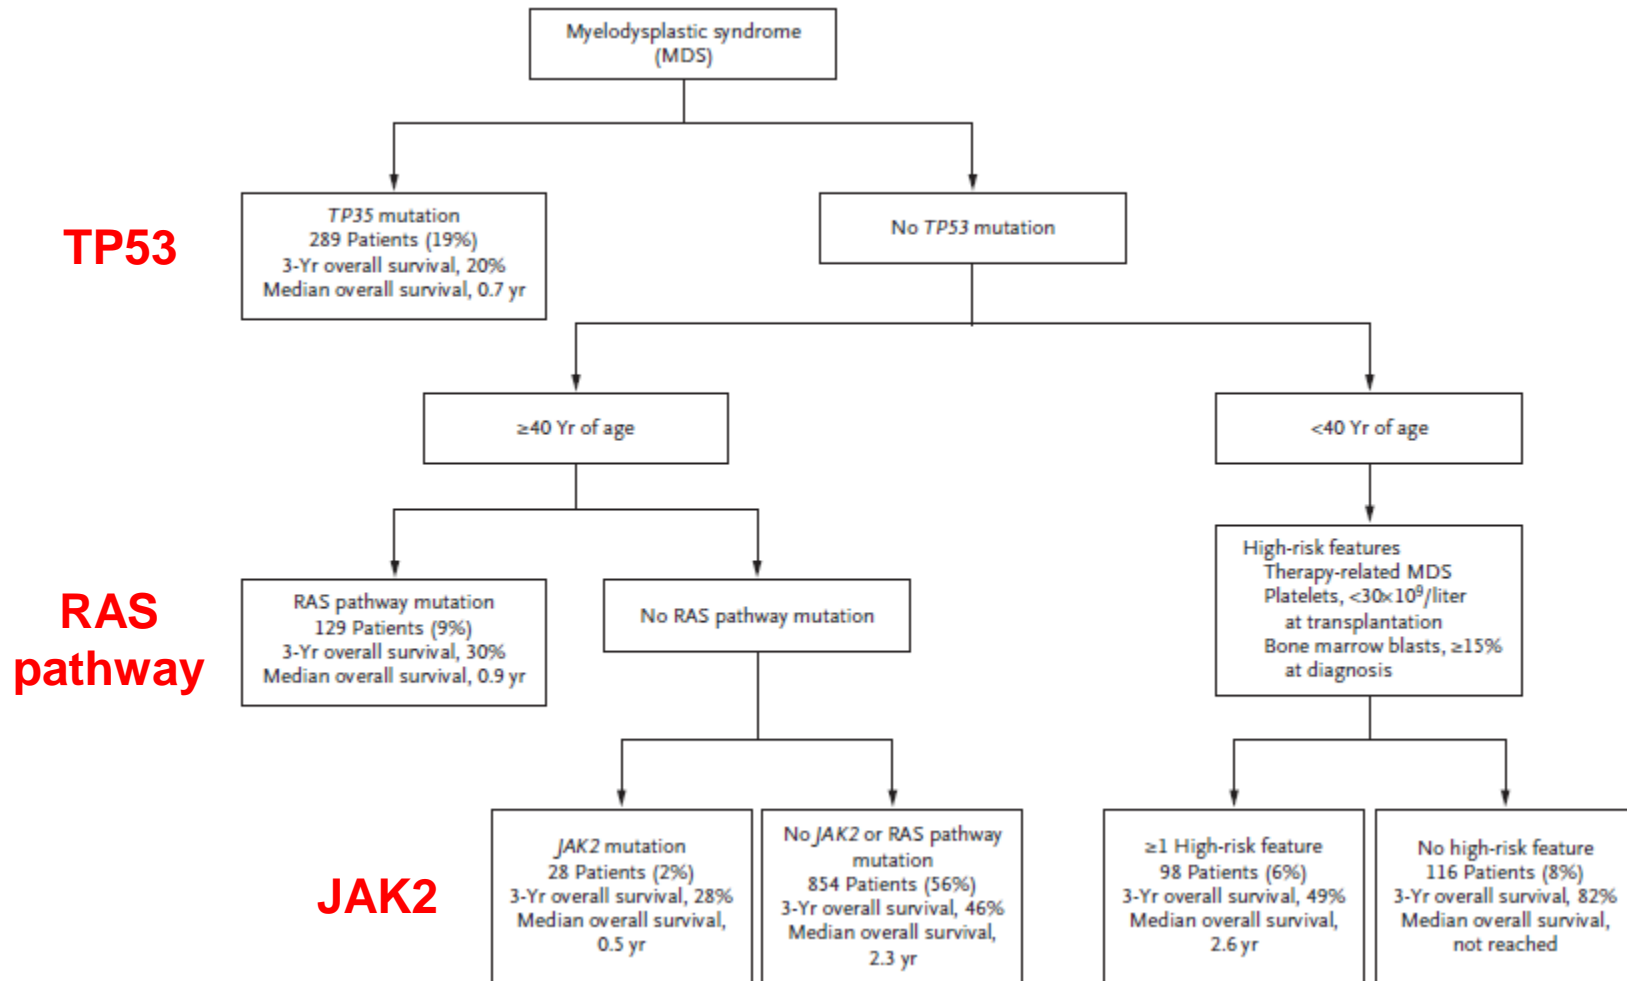 Myelodysplastic syndrome
(MDS)
TP53
TP35 mutation
289 Patients (19%)
3-Yr overall survival, 20%
Median overall survival, 0.7 yr
No TP53 mutation
≥40 Yr of age
<40 Yr of age
RAS
pathway
RAS pathway mutation
129 Patients (9%)
3-Yr overall survival, 30%
Median overall survival, 0.9 yr
No RAS pathway mutation
High-risk features
Therapy-related MDS
Platelets, <30×10⁹/liter
at transplantation
Bone marrow blasts, ≥15%
at diagnosis
JAK2
JAK2 mutation
28 Patients (2%)
3-Yr overall survival, 28%
Median overall survival,
0.5 yr
No JAK2 or RAS pathway
mutation
854 Patients (56%)
3-Yr overall survival, 46%
Median overall survival,
2.3 yr
≥1 High-risk feature
98 Patients (6%)
3-Yr overall survival, 49%
Median overall survival,
2.6 yr
No high-risk feature
116 Patients (8%)
3-Yr overall survival, 82%
Median overall survival,
not reached